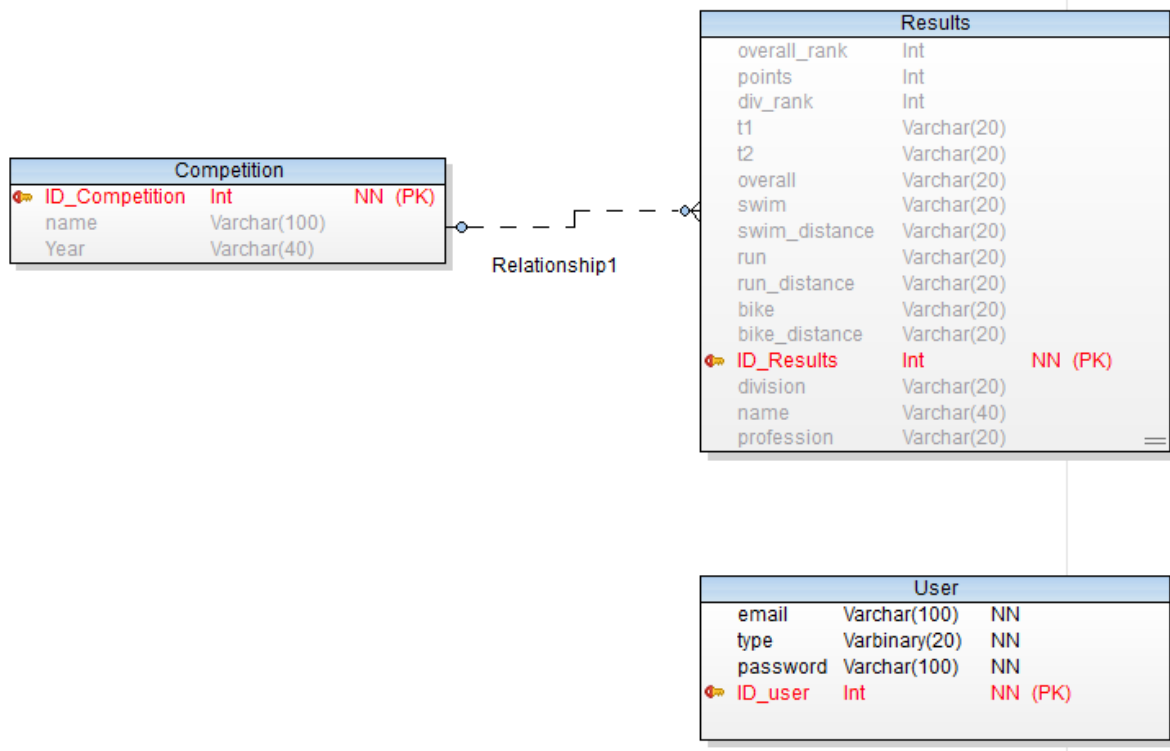 Results
overall_rank Int
points Int
div_rank Int
t1 Varchar(20)
t2 Varchar(20)
overall Varchar(20)
swim Varchar(20)
swim_distance Varchar(20)
run Varchar(20)
run_distance Varchar(20)
bike Varchar(20)
bike_distance Varchar(20)
ID_Results Int NN (PK)
division Varchar(20)
name Varchar(40)
profession Varchar(20)
Competition
ID_Competition Int NN (PK)
name Varchar(100)
Year Varchar(40)
Relationship1
User
email Varchar(100) NN
type Varbinary(20) NN
password Varchar(100) NN
ID_user Int NN (PK)